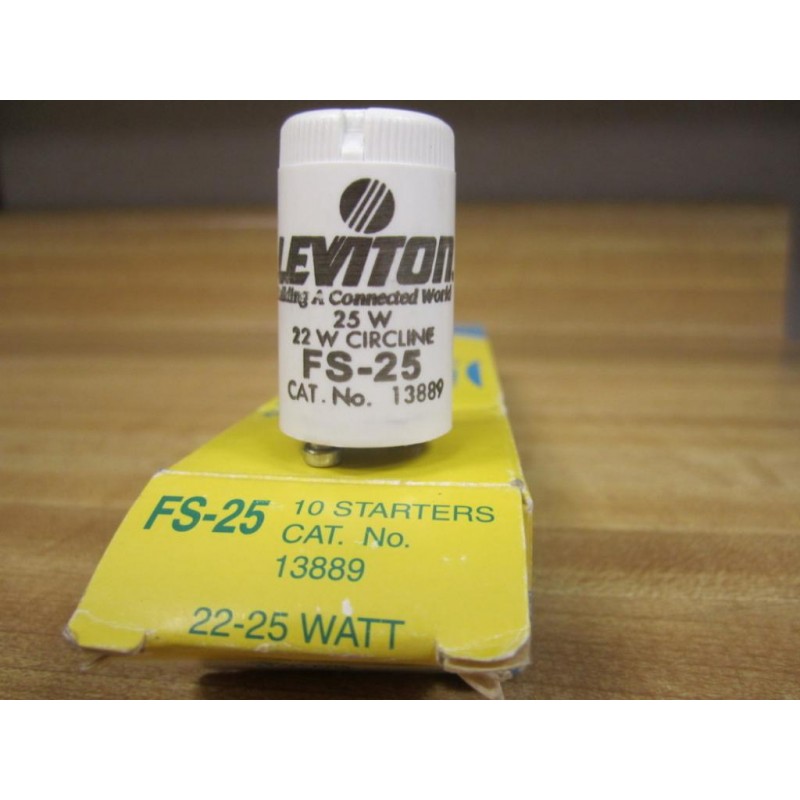 LEVITON.
A Connected World
25 W
22 W CIRCLINE
FS-25
CAT. No. 13889
FS-25 10 STARTERS
CAT. No.
13889
22-25 WATT